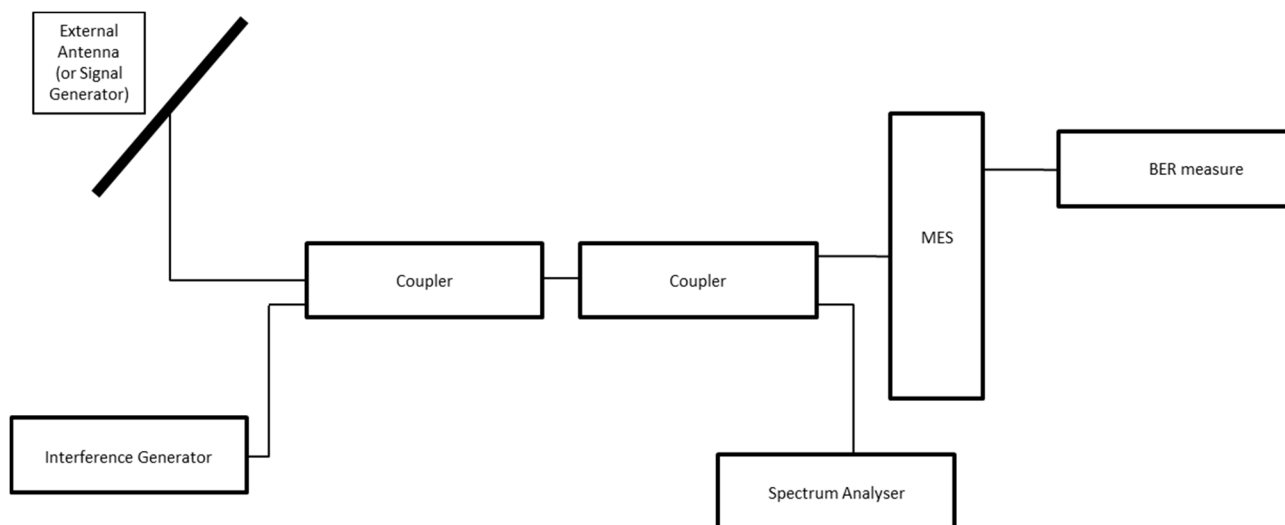 External
Antenna
(or Signal
Generator)
BER measure
MES
Coupler
Coupler
Interference Generator
Spectrum Analyser